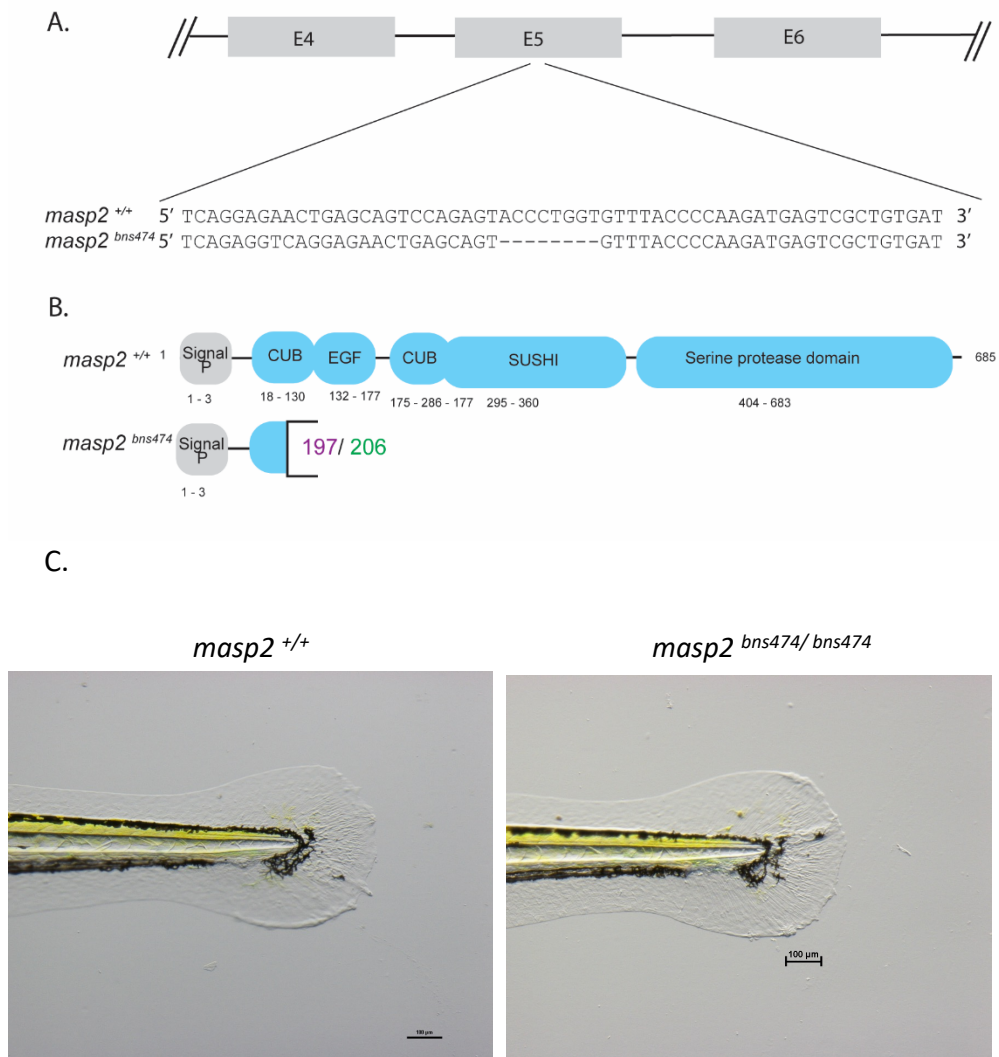 A.
E4 E5 E6
masp2 +/+ 5’ TCAGGAGAACTGAGCAGTCCAGAGTACCCTGGTGTTTACCCCAAGATGAGTCGCTGTGAT 3’
masp2 bns474 5’ TCAGAGGTCAGGAGAACTGAGCAGT--------GTTTACCCCAAGATGAGTCGCTGTGAT 3’
B.
masp2 +/+ 1 Signal P CUB EGF CUB SUSHI Serine protease domain 685
1 - 3 18 - 130 132 - 177 175 - 286 - 177 295 - 360 404 - 683
masp2 bns474 Signal P 197/ 206
1 - 3
C.
masp2 +/+ masp2 bns474/ bns474
100 µm
100 µm